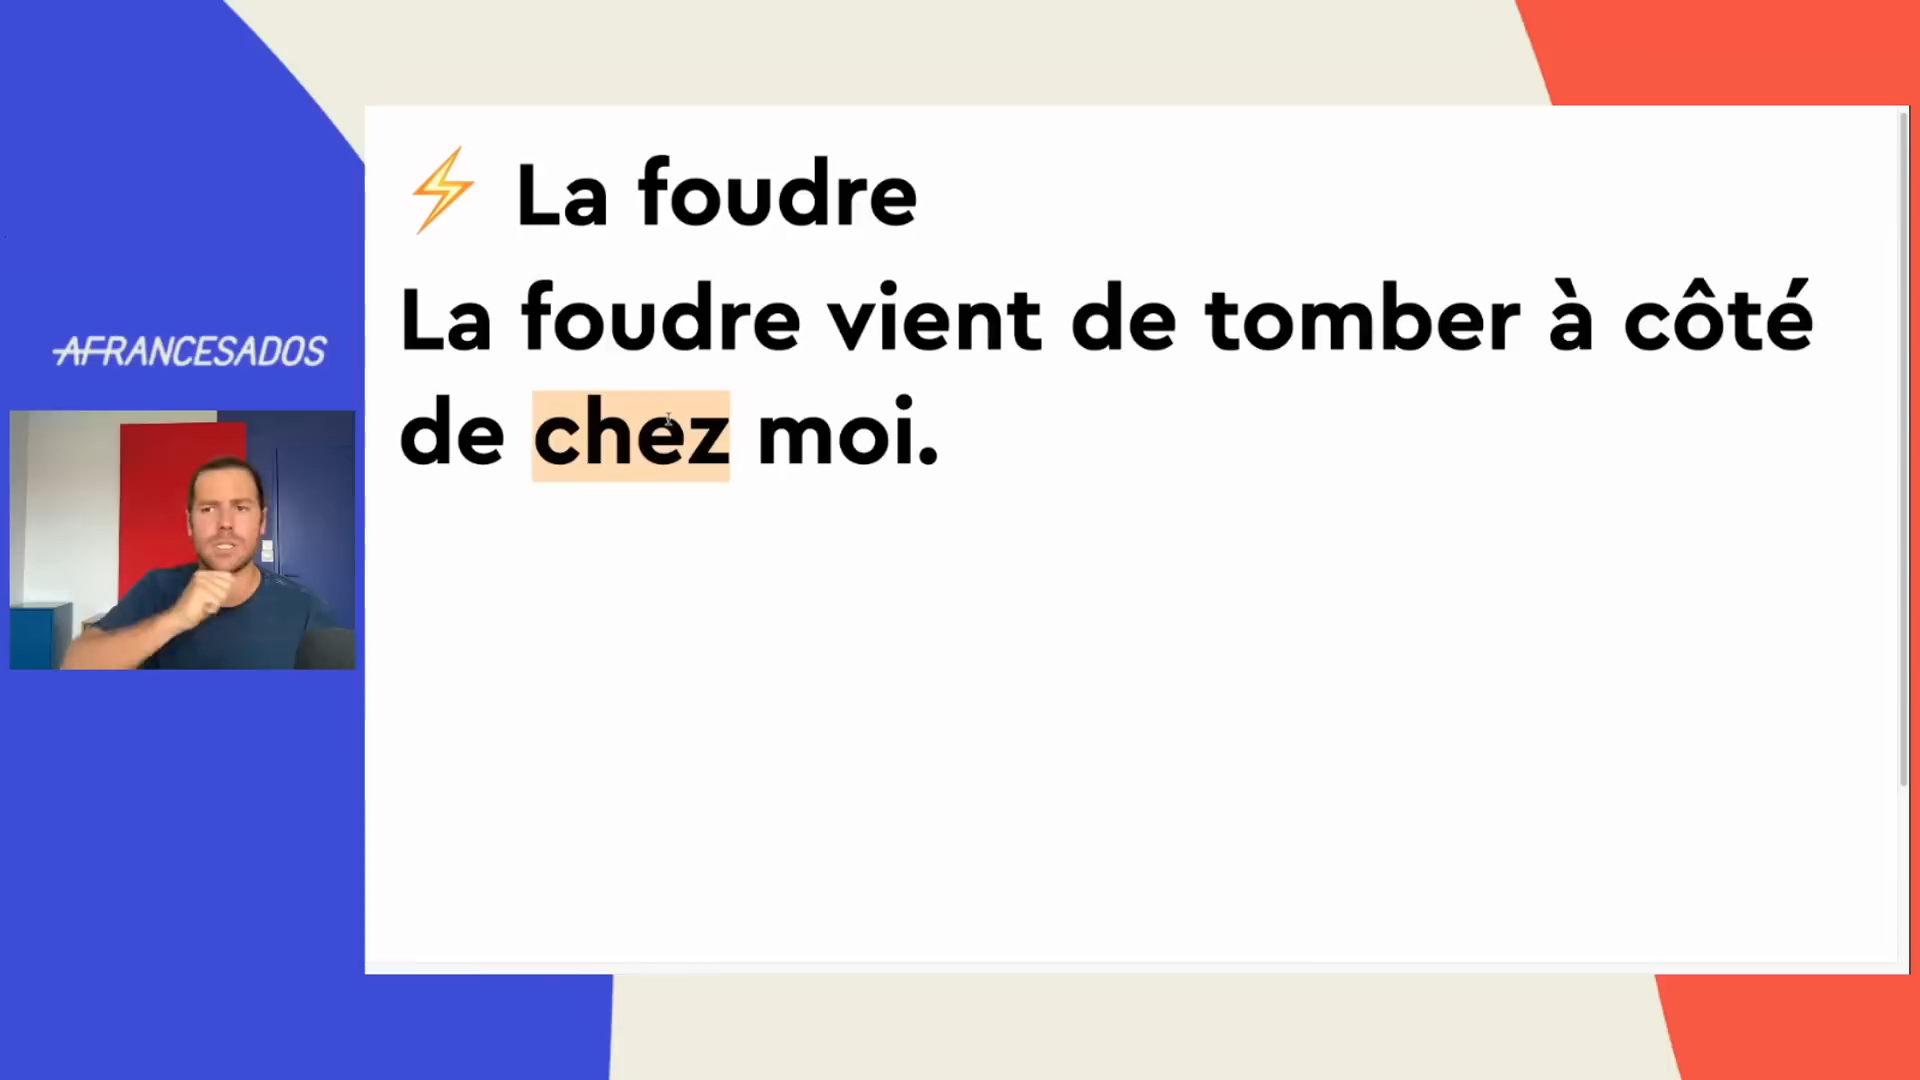 ⚡ La foudre
La foudre vient de tomber à côté
de chez moi.
AFRANCESADOS